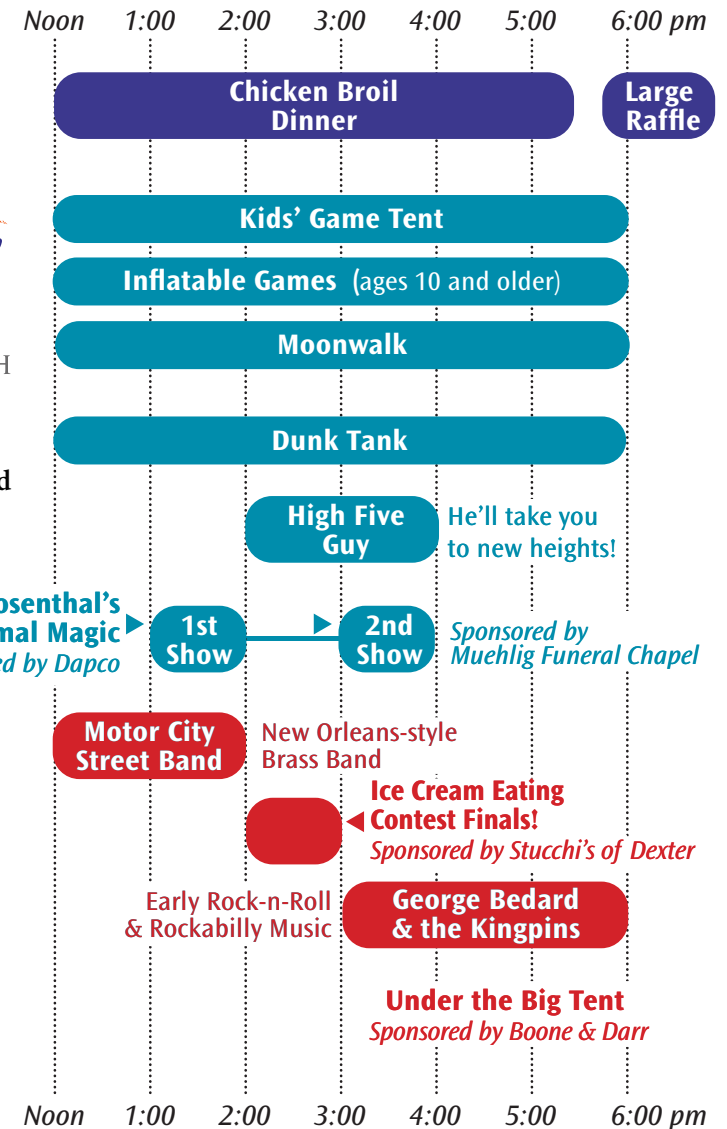 Noon 1:00 2:00 3:00 4:00 5:00 6:00 pm
Chicken Broil
Dinner
Large
Raffle
Kids’ Game Tent
Inflatable Games (ages 10 and older)
H
Moonwalk
Dunk Tank
d
High Five
Guy
He’ll take you
to new heights!
osenthal’s
mal Magic
ed by Dapco
1st
Show
2nd
Show
Sponsored by
Muehlig Funeral Chapel
Motor City
Street Band
New Orleans-style
Brass Band
Ice Cream Eating
Contest Finals!
Sponsored by Stucchi’s of Dexter
Early Rock-n-Roll
& Rockabilly Music
George Bedard
& the Kingpins
Under the Big Tent
Sponsored by Boone & Darr
Noon 1:00 2:00 3:00 4:00 5:00 6:00 pm